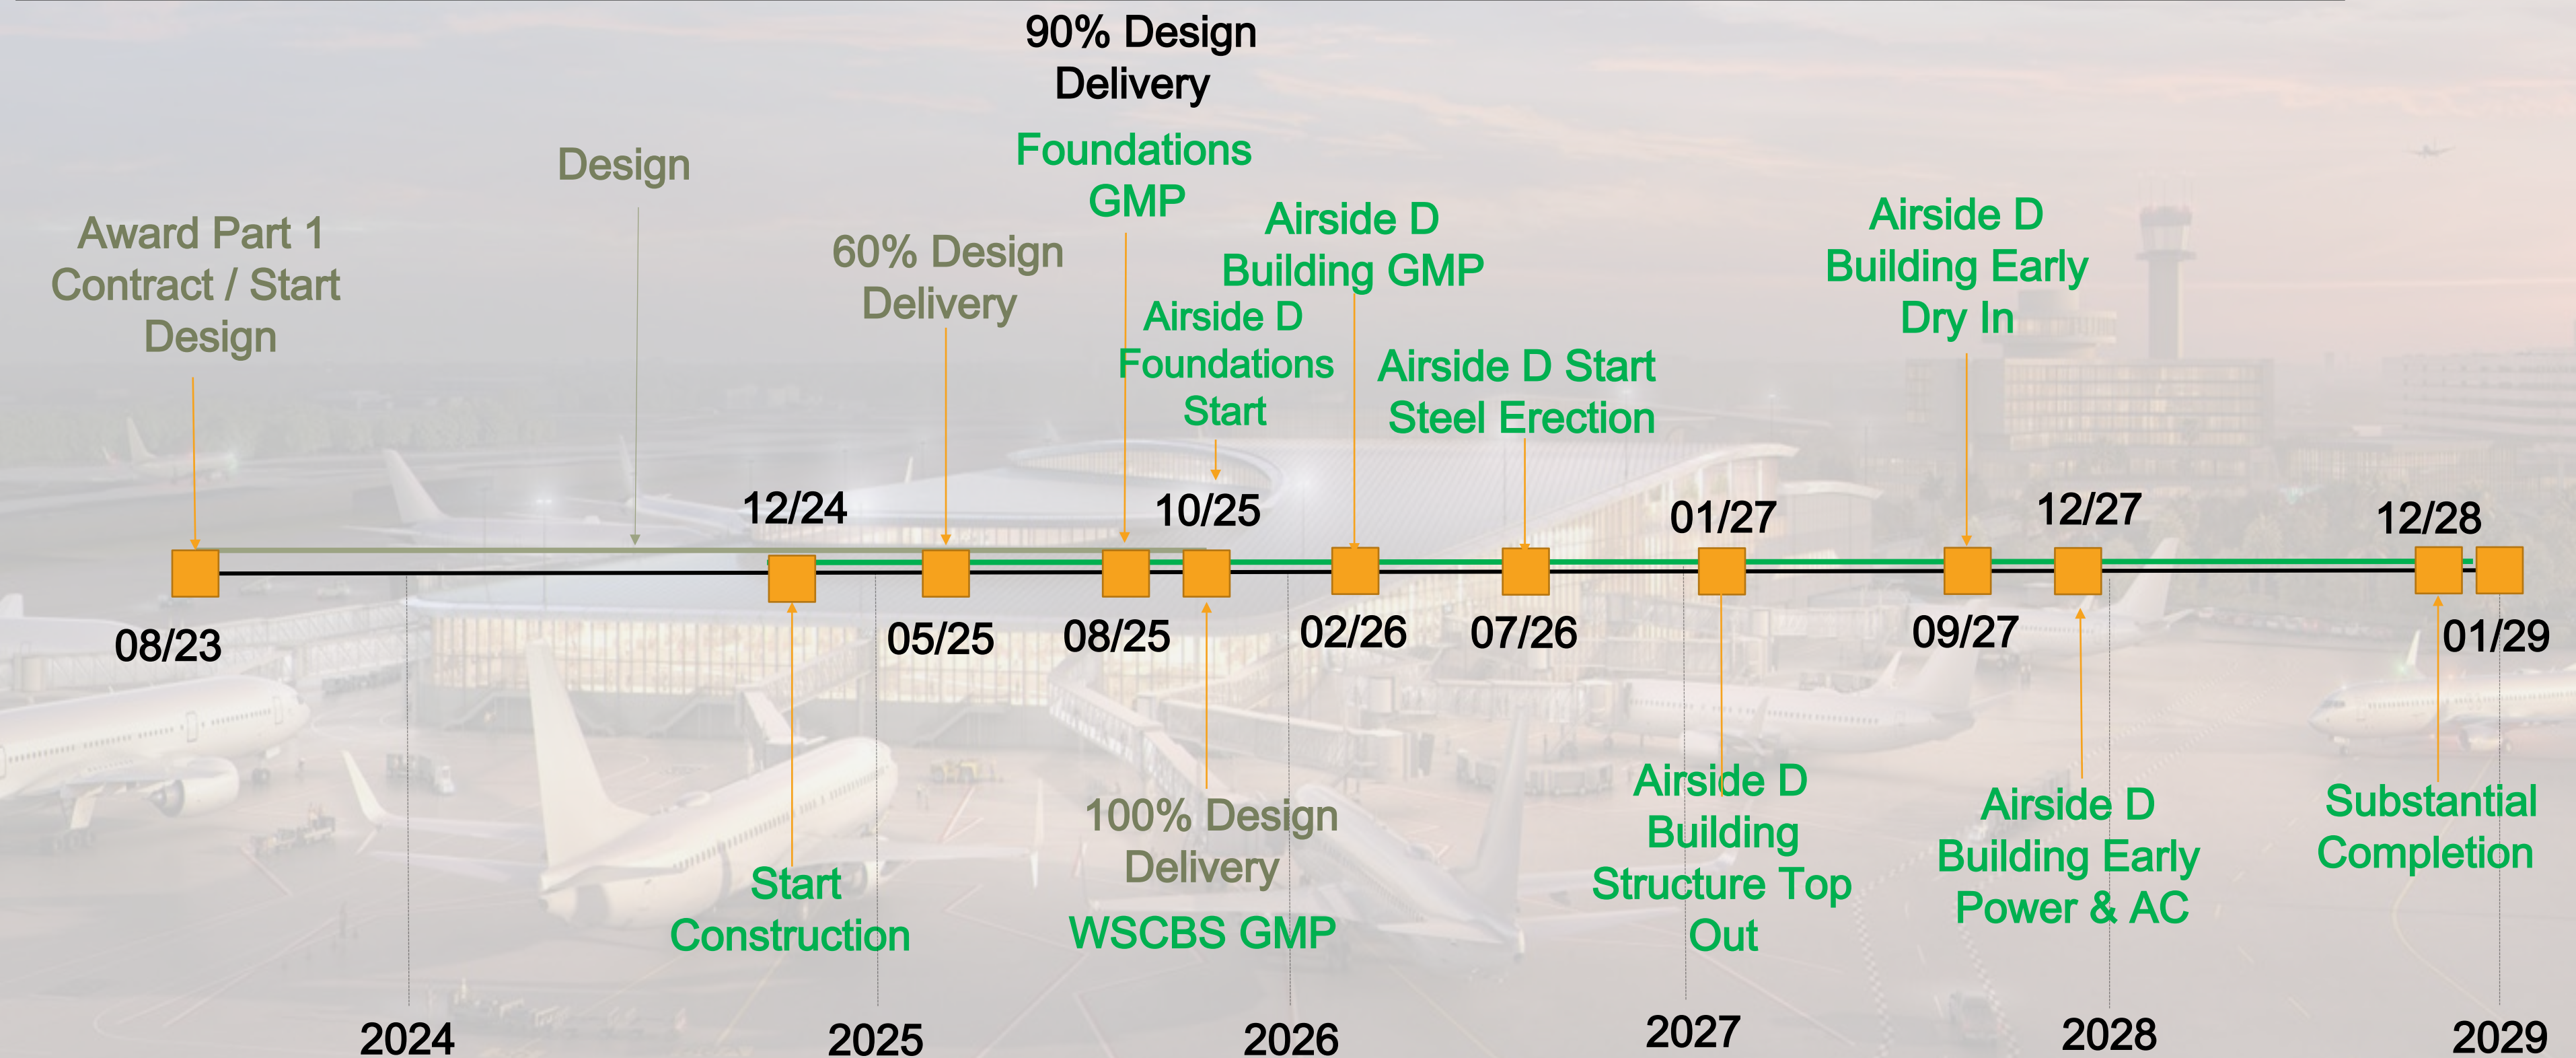 90% Design
Delivery
Foundations
GMP
Design
Award Part 1
Contract / Start
Design
60% Design
Delivery
Airside D
Building GMP
Airside D
Foundations
Start
Airside D Start
Steel Erection
Airside D
Building Early
Dry In
12/24
10/25
01/27
12/27
12/28
08/23
05/25
08/25
02/26
07/26
09/27
01/29
Start
Construction
100% Design
Delivery
WSCBS GMP
Airside D
Building
Structure Top
Out
Airside D
Building Early
Power & AC
Substantial
Completion
2024
2025
2026
2027
2028
2029